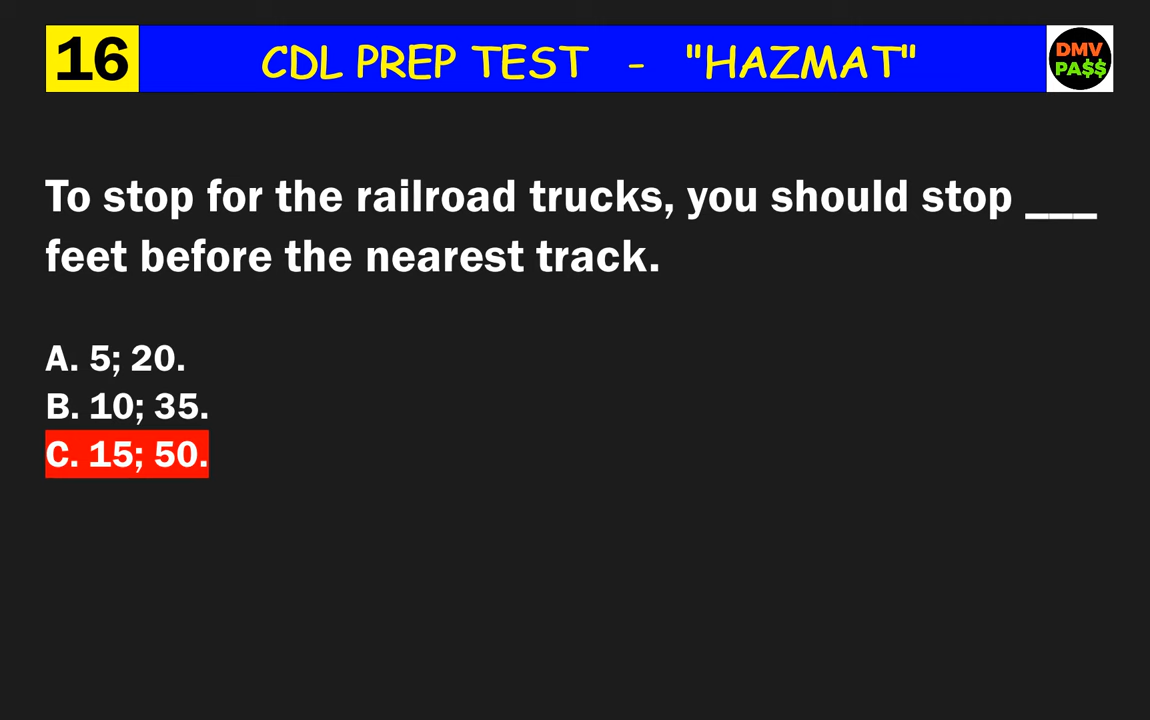 16
CDL PREP TEST - "HAZMAT"
DMV
PA$$
To stop for the railroad trucks, you should stop ___
feet before the nearest track.
A. 5; 20.
B. 10; 35.
C. 15; 50.